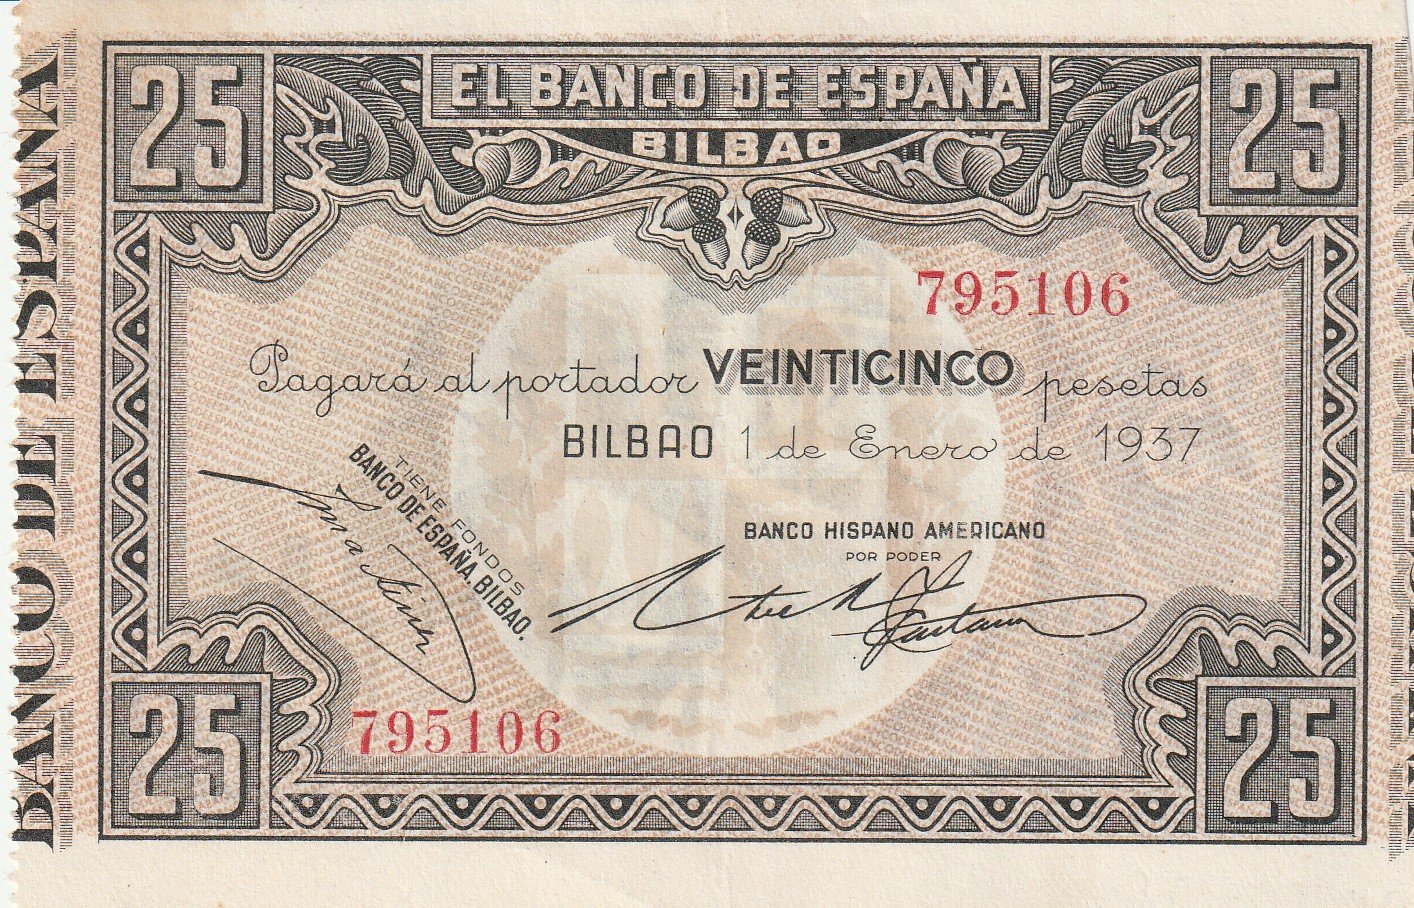 25
EL BANCO DE ESPAÑA
25
BILBAO
BANCO DE ESPAÑA
795106
Pagará al portador VEINTICINCO pesetas
BILBAO 1 de Enero de 1937
TIENE FONDOS
BANCO DE ESPAÑA. BILBAO.
BANCO HISPANO AMERICANO
POR PODER
795106
25
25